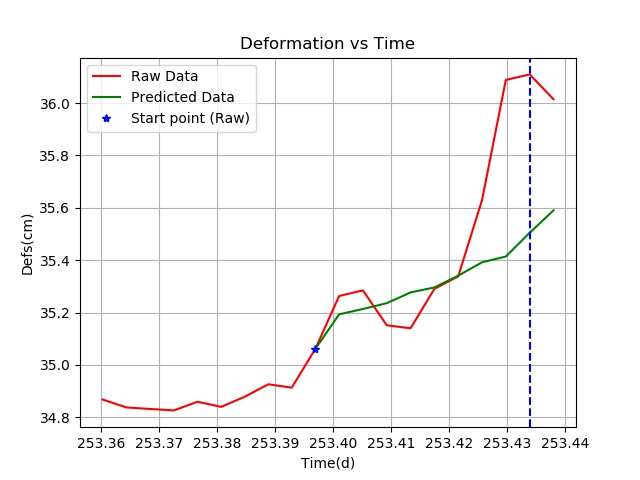 Deformation vs Time
Raw Data
Predicted Data
Start point (Raw)
36.0
35.8
35.6
35.4
35.2
35.0
34.8
Defs(cm)
253.36 253.37 253.38 253.39 253.40 253.41 253.42 253.43 253.44
Time(d)